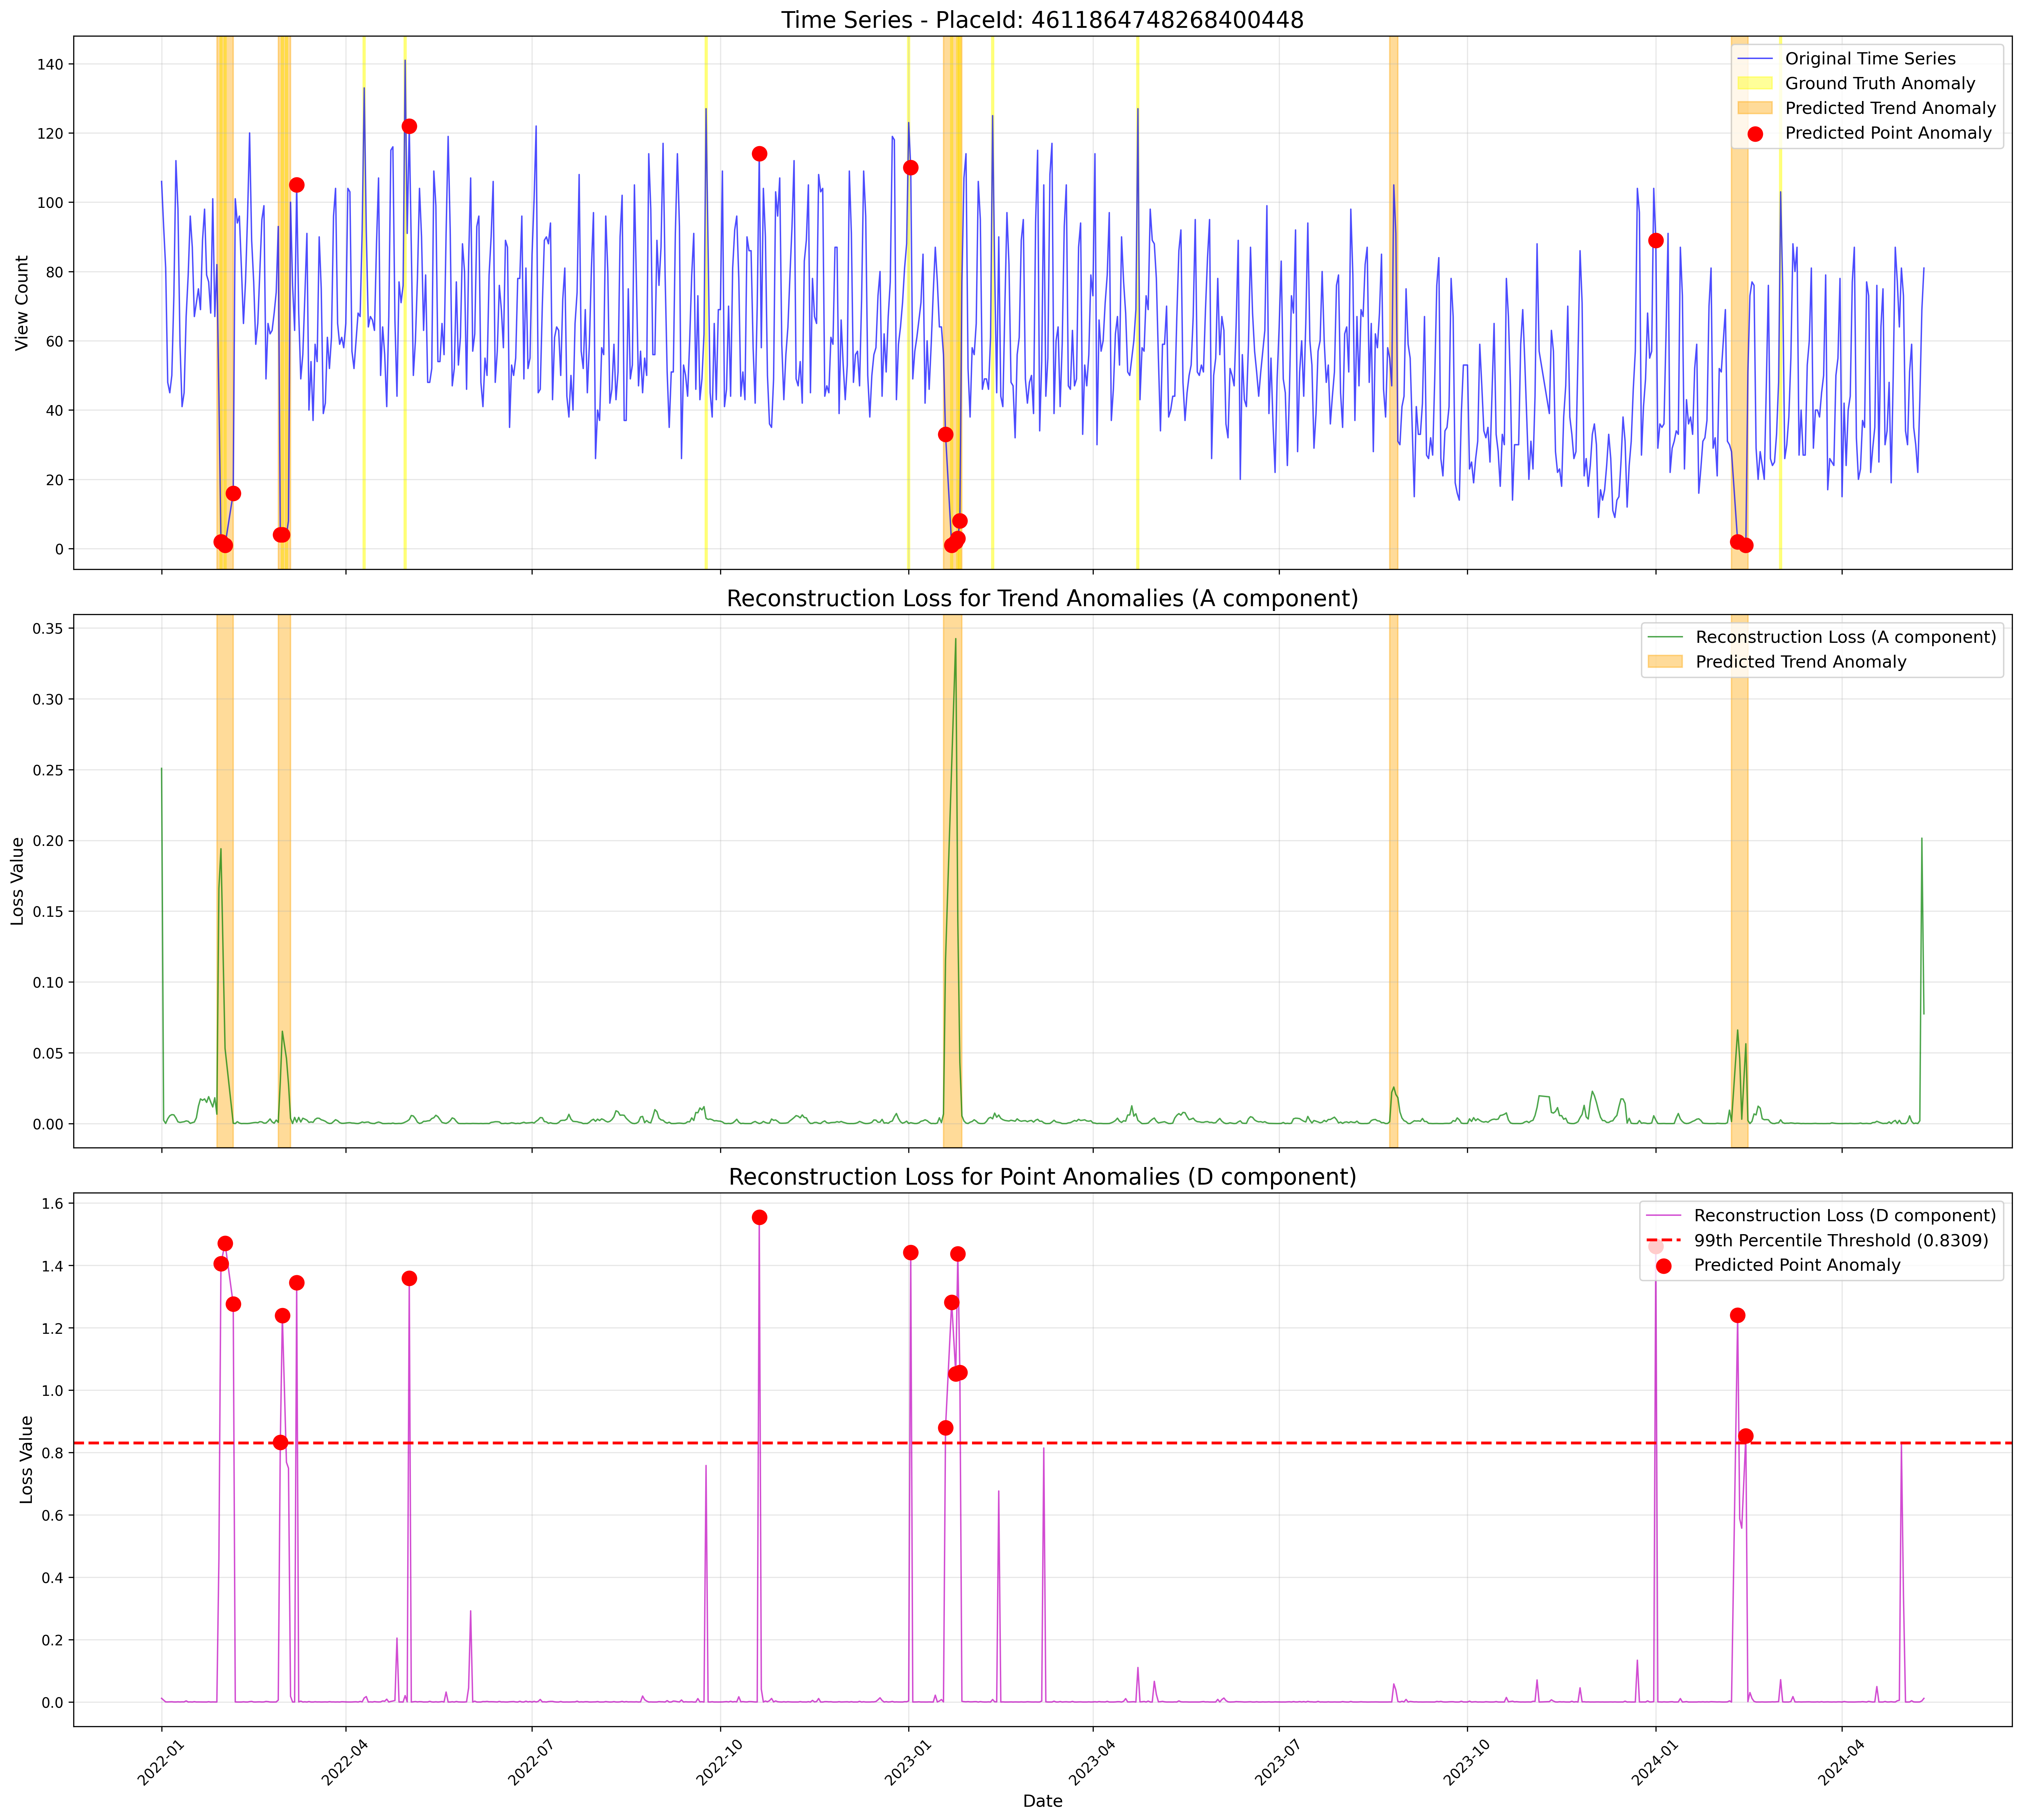 Time Series - PlaceId: 4611864748268400448
140
120
100
80
60
40
20
0
View Count
Original Time Series
Ground Truth Anomaly
Predicted Trend Anomaly
Predicted Point Anomaly
Reconstruction Loss for Trend Anomalies (A component)
0.35
0.30
0.25
0.20
0.15
0.10
0.05
0.00
Loss Value
Reconstruction Loss (A component)
Predicted Trend Anomaly
Reconstruction Loss for Point Anomalies (D component)
1.6
1.4
1.2
1.0
0.8
0.6
0.4
0.2
0.0
Loss Value
Reconstruction Loss (D component)
99th Percentile Threshold (0.8309)
Predicted Point Anomaly
2022-01
2022-04
2022-07
2022-10
2023-01
2023-04
2023-07
2023-10
2024-01
2024-04
Date